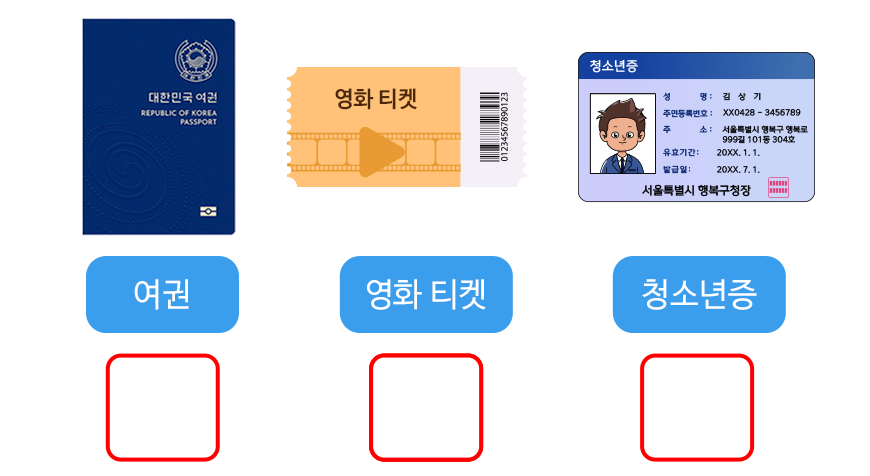 대한민국 여권
REPUBLIC OF KOREA
PASSPORT
영화 티켓
01234567890123
청소년증
성 명 : 김 상 기
주민등록번호 : XX0428 - 3456789
주 소 : 서울특별시 행복구 행복로
999길 101동 304호
유효기간 : 20XX. 1. 1.
발급일 : 20XX. 7. 1.
서울특별시 행복구청장
여권
영화 티켓
청소년증